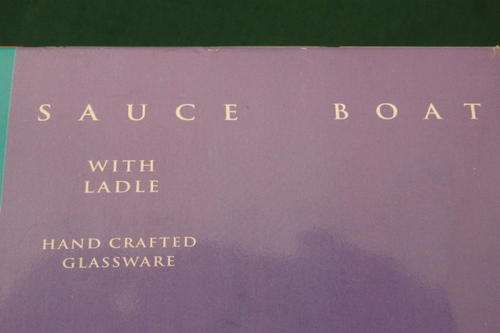 SAUCE BOAT
WITH
LADLE
HAND CRAFTED
GLASSWARE